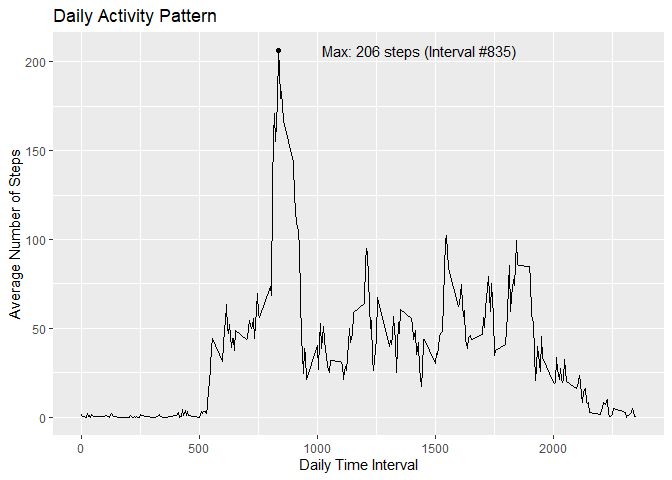 Daily Activity Pattern
Max: 206 steps (Interval #835)
Average Number of Steps
200
150
100
50
0
0 500 1000 1500 2000
Daily Time Interval